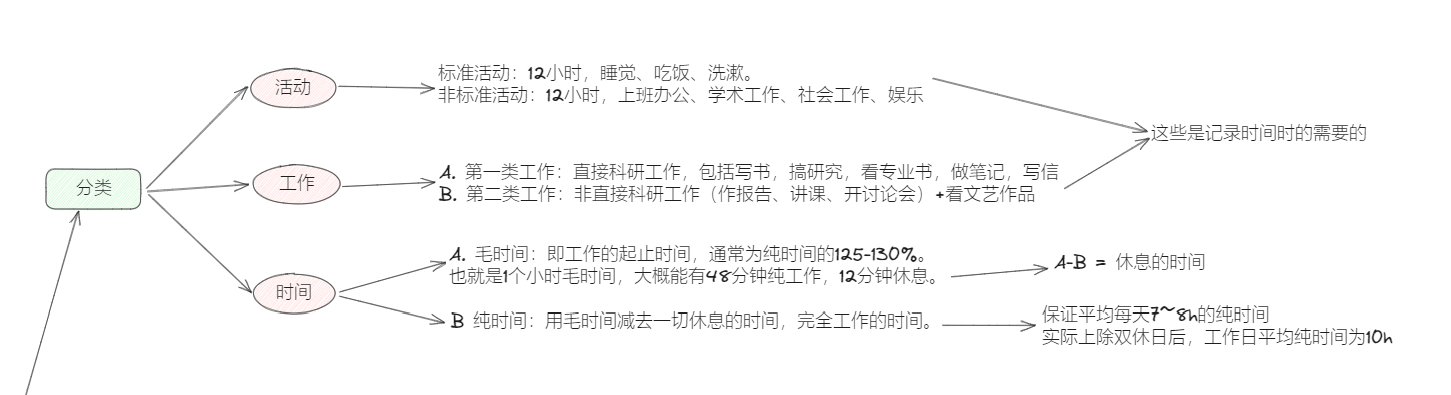 标准活动：12小时，睡觉、吃饭、洗漱。
活动
非标准活动：12小时，上班办公、学术工作、社会工作、娱乐
这些是记录时间时的需要的
A. 第一类工作：直接科研工作，包括写书，搞研究，看专业书，做笔记，写信
分类
工作
B. 第二类工作：非直接科研工作（作报告、讲课、开讨论会）+看文艺作品
A. 毛时间：即工作的起止时间，通常为纯时间的125-130%。
也就是1个小时毛时间，大概能有48分钟纯工作，12分钟休息。
A-B = 休息的时间
时间
B 纯时间：用毛时间减去一切休息的时间，完全工作的时间。
保证平均每天7~8h的纯时间
实际上除双休日后，工作日平均纯时间为10h